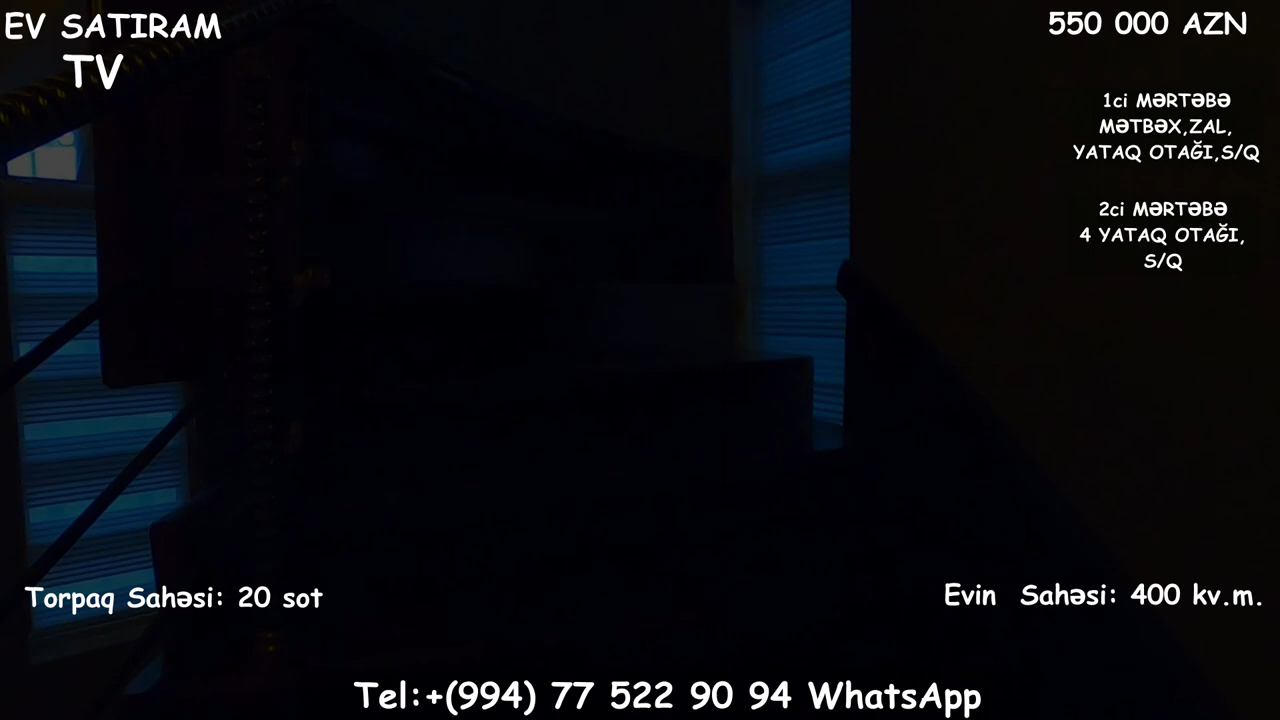 EV SATIRAM
TV
550 000 AZN
1ci MƏRTƏBƏ
MƏTBƏX,ZAL,
YATAQ OTAĞI,S/Q
2ci MƏRTƏBƏ
4 YATAQ OTAĞI,
S/Q
Torpaq Sahəsi: 20 sot
Evin Sahəsi: 400 kv.m.
Tel:+(994) 77 522 90 94 WhatsApp